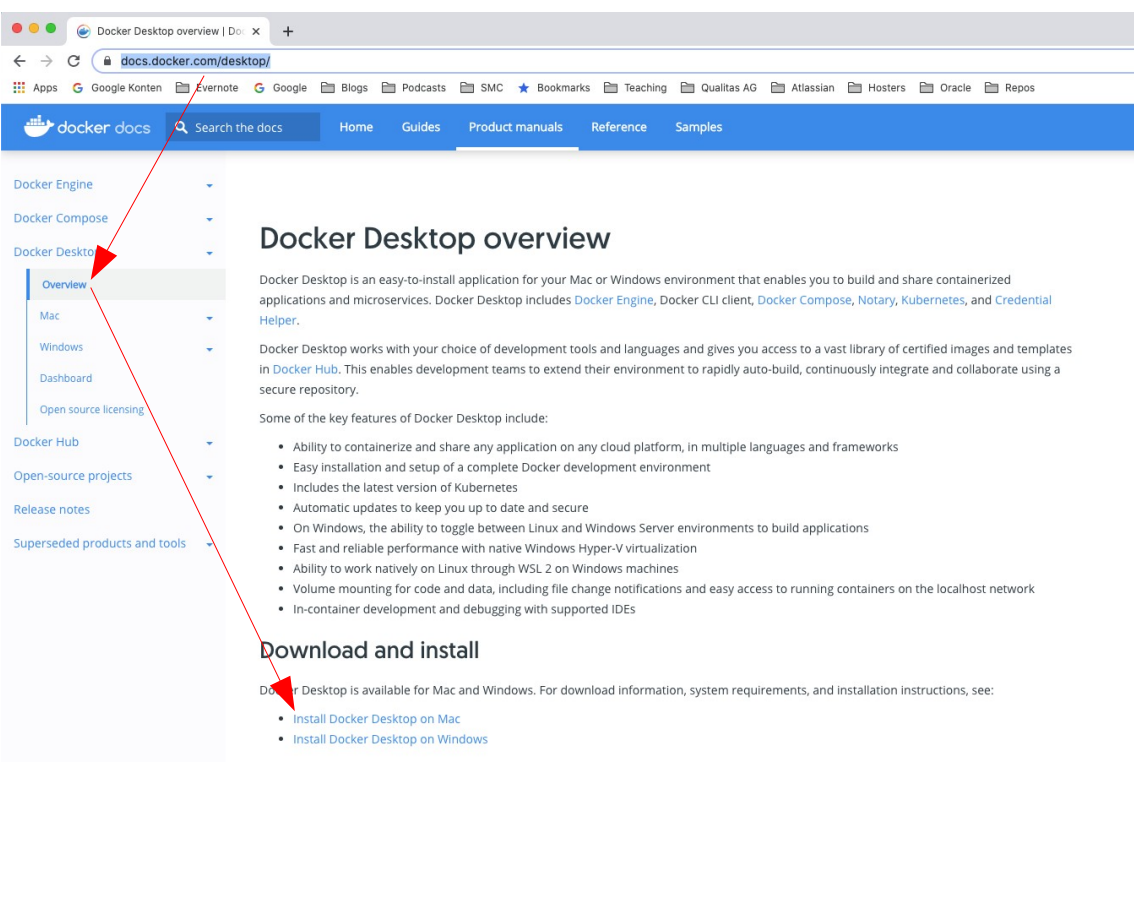 Docker Desktop overview | Doc
docs.docker.com/desktop/
Apps Google Konten Evernote Google Blogs Podcasts SMC Bookmarks Teaching Qualitas AG Atlassian Hosters Oracle Repos
docker docs Search the docs Home Guides Product manuals Reference Samples
Docker Engine
Docker Compose
Docker Desktop
Overview
Mac
Windows
Dashboard
Open source licensing
Docker Hub
Open-source projects
Release notes
Superseded products and tools
Docker Desktop overview
Docker Desktop is an easy-to-install application for your Mac or Windows environment that enables you to build and share containerized
applications and microservices. Docker Desktop includes Docker Engine, Docker CLI client, Docker Compose, Notary, Kubernetes, and Credential
Helper.
Docker Desktop works with your choice of development tools and languages and gives you access to a vast library of certified images and templates
in Docker Hub. This enables development teams to extend their environment to rapidly auto-build, continuously integrate and collaborate using a
secure repository.
Some of the key features of Docker Desktop include:
• Ability to containerize and share any application on any cloud platform, in multiple languages and frameworks
• Easy installation and setup of a complete Docker development environment
• Includes the latest version of Kubernetes
• Automatic updates to keep you up to date and secure
• On Windows, the ability to toggle between Linux and Windows Server environments to build applications
• Fast and reliable performance with native Windows Hyper-V virtualization
• Ability to work natively on Linux through WSL 2 on Windows machines
• Volume mounting for code and data, including file change notifications and easy access to running containers on the localhost network
• In-container development and debugging with supported IDEs
Download and install
Docker Desktop is available for Mac and Windows. For download information, system requirements, and installation instructions, see:
• Install Docker Desktop on Mac
• Install Docker Desktop on Windows